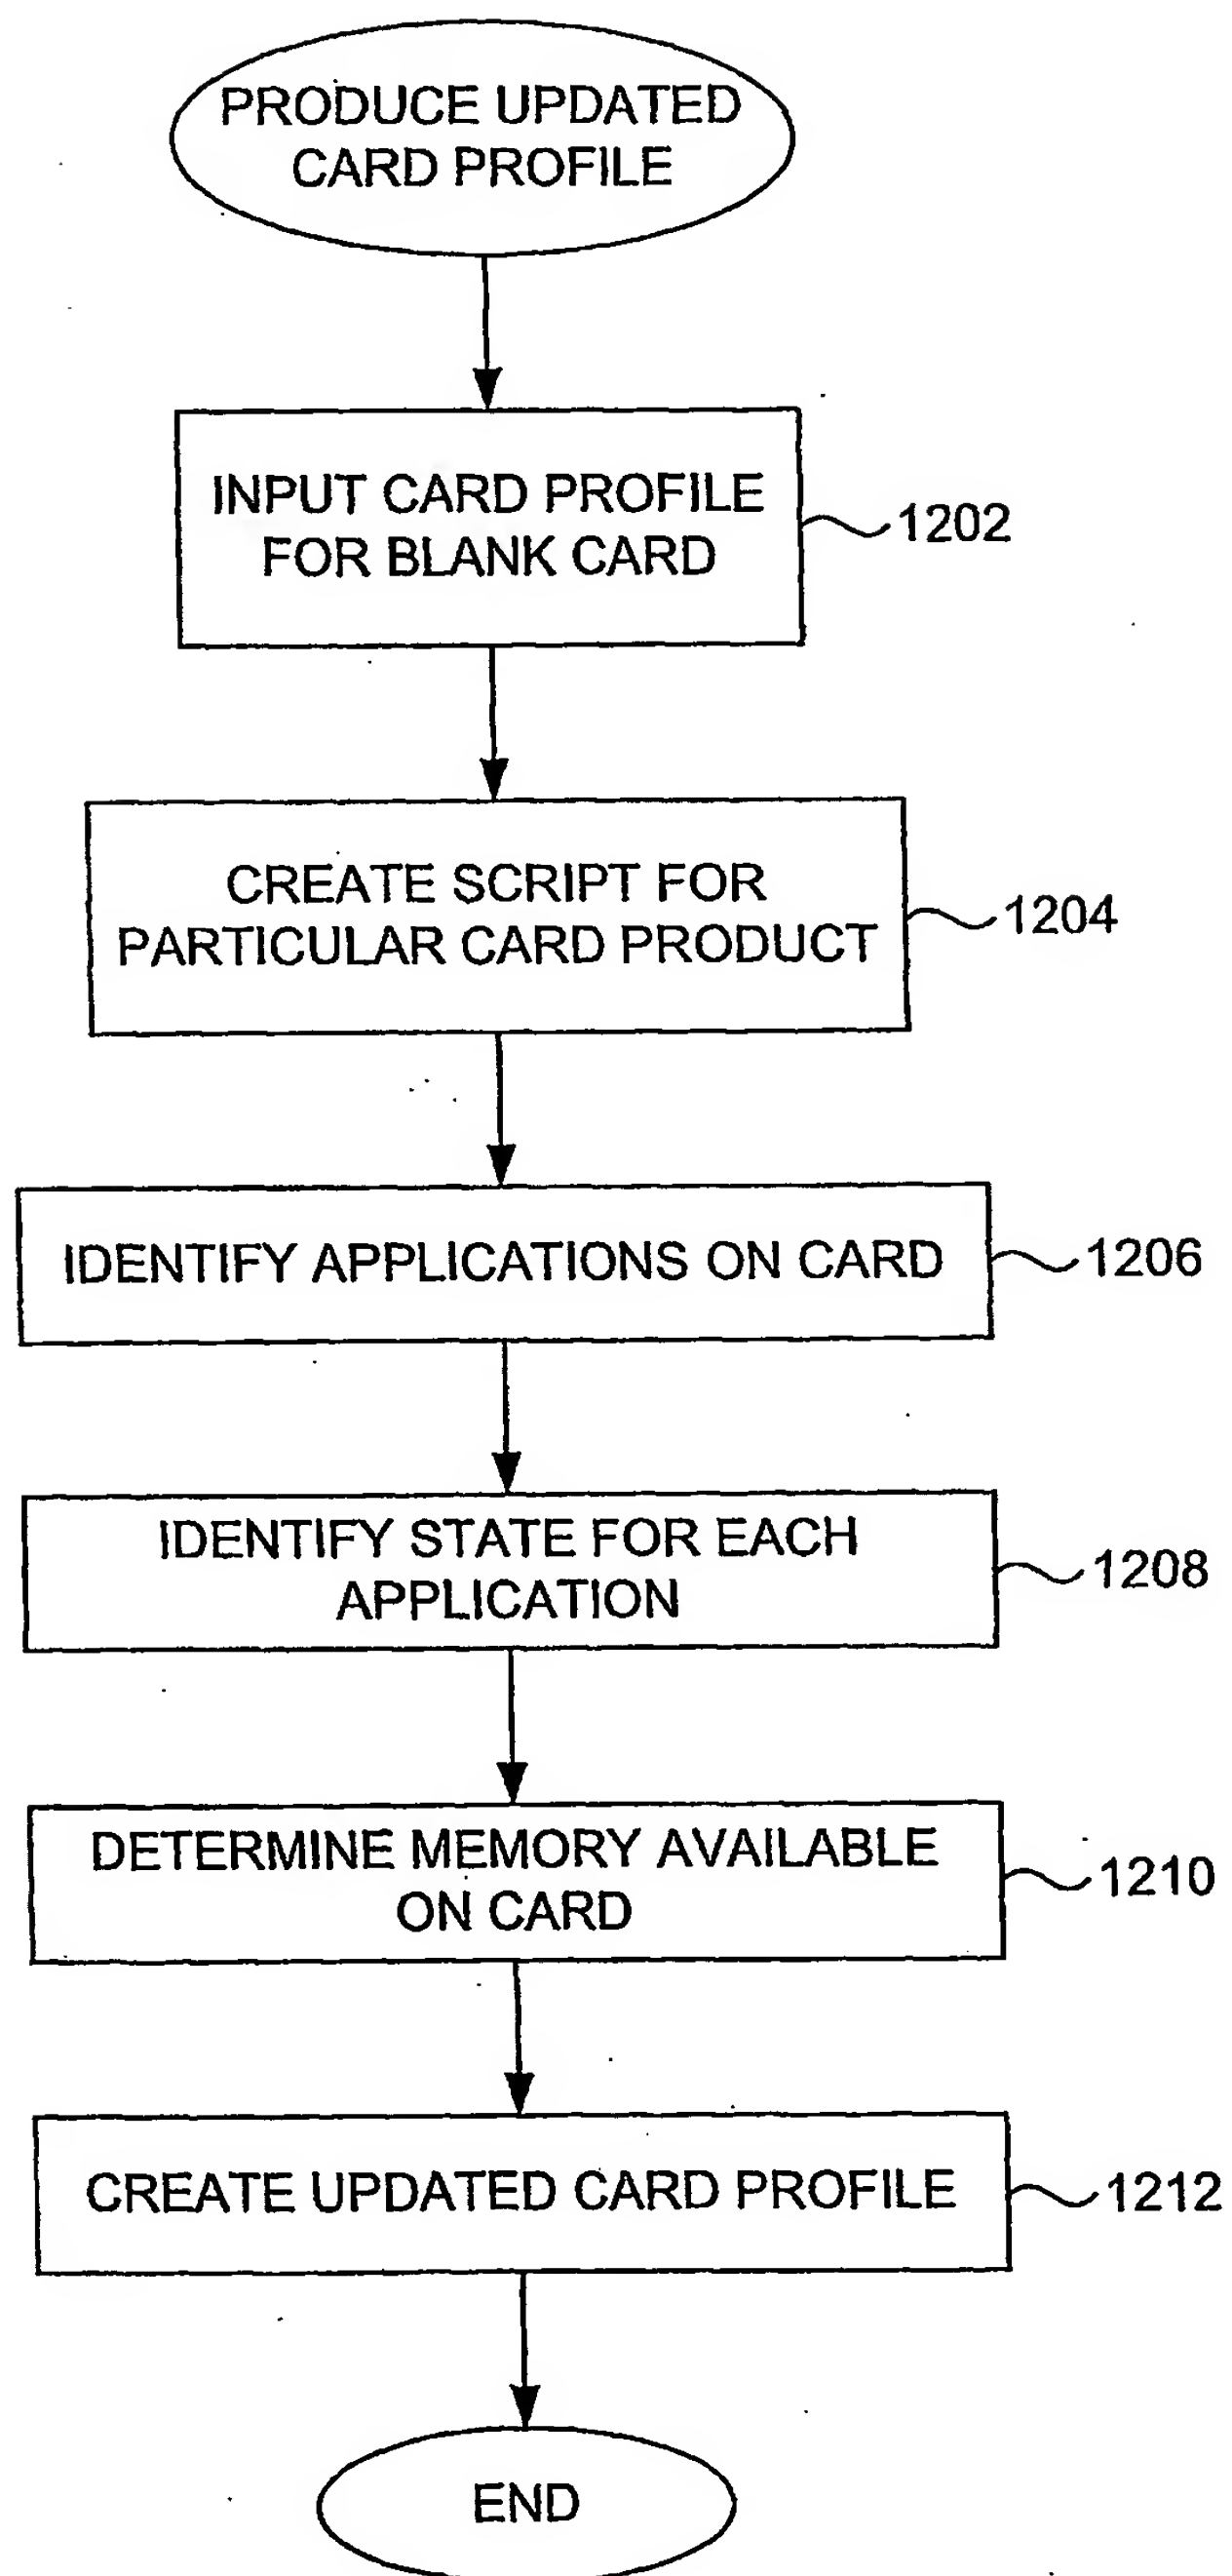 PRODUCE UPDATED
CARD PROFILE
INPUT CARD PROFILE
FOR BLANK CARD
1202
CREATE SCRIPT FOR
PARTICULAR CARD PRODUCT
1204
IDENTIFY APPLICATIONS ON CARD
1206
IDENTIFY STATE FOR EACH
APPLICATION
1208
DETERMINE MEMORY AVAILABLE
ON CARD
1210
CREATE UPDATED CARD PROFILE
1212
END